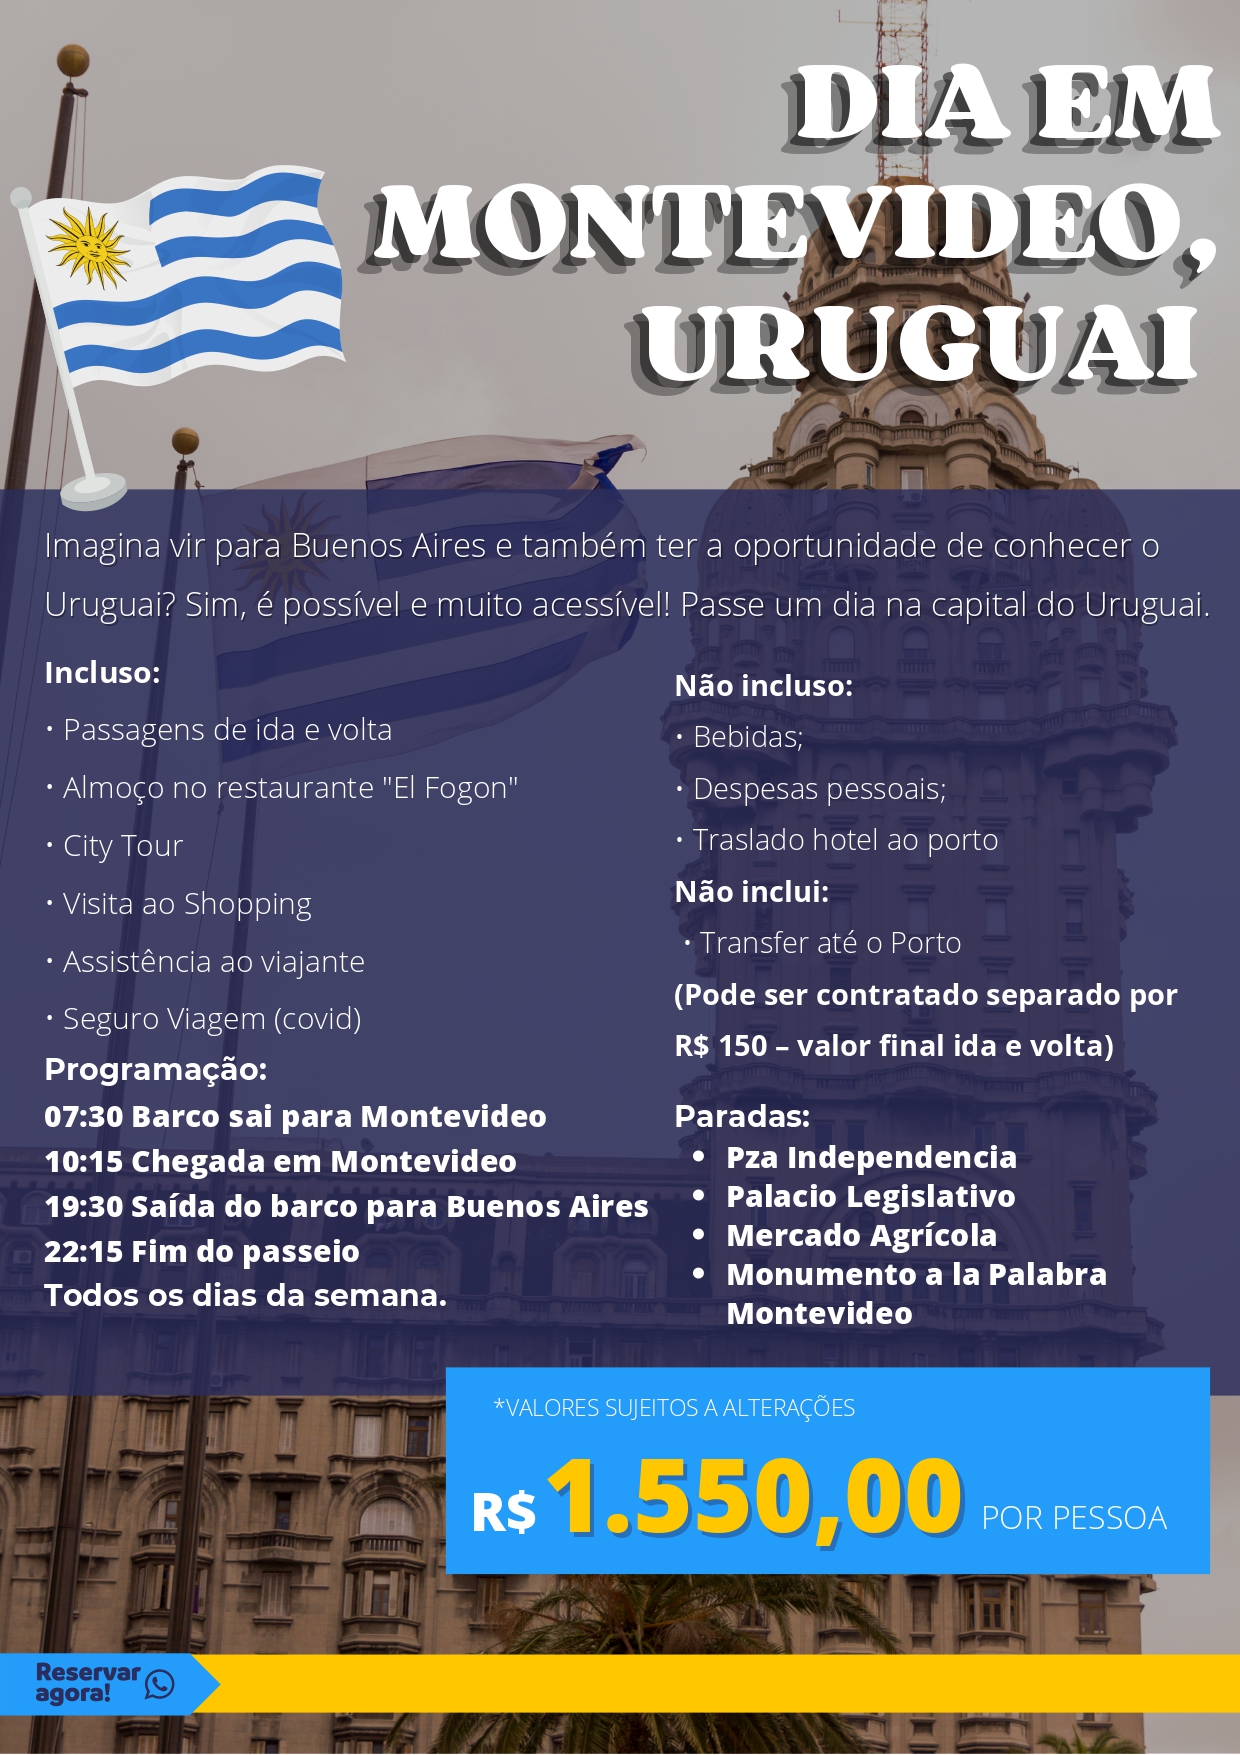 DIA EM
MONTEVIDEO,
URUGUAI
Imagina vir para Buenos Aires e também ter a oportunidade de conhecer o
Uruguai? Sim, é possível e muito acessível! Passe um dia na capital do Uruguai.
Incluso:
• Passagens de ida e volta
• Almoço no restaurante "El Fogon"
• City Tour
• Visita ao Shopping
• Assistência ao viajante
• Seguro Viagem (covid)
Programação:
07:30 Barco sai para Montevideo
10:15 Chegada em Montevideo
19:30 Saída do barco para Buenos Aires
22:15 Fim do passeio
Todos os dias da semana.
Não incluso:
• Bebidas;
• Despesas pessoais;
• Traslado hotel ao porto
Não inclui:
• Transfer até o Porto
(Pode ser contratado separado por
R$ 150 – valor final ida e volta)
Paradas:
• Pza Independencia
• Palacio Legislativo
• Mercado Agrícola
• Monumento a la Palabra
Montevideo
*VALORES SUJEITOS A ALTERAÇÕES
R$ 1.550,00 POR PESSOA
Reservar
agora!